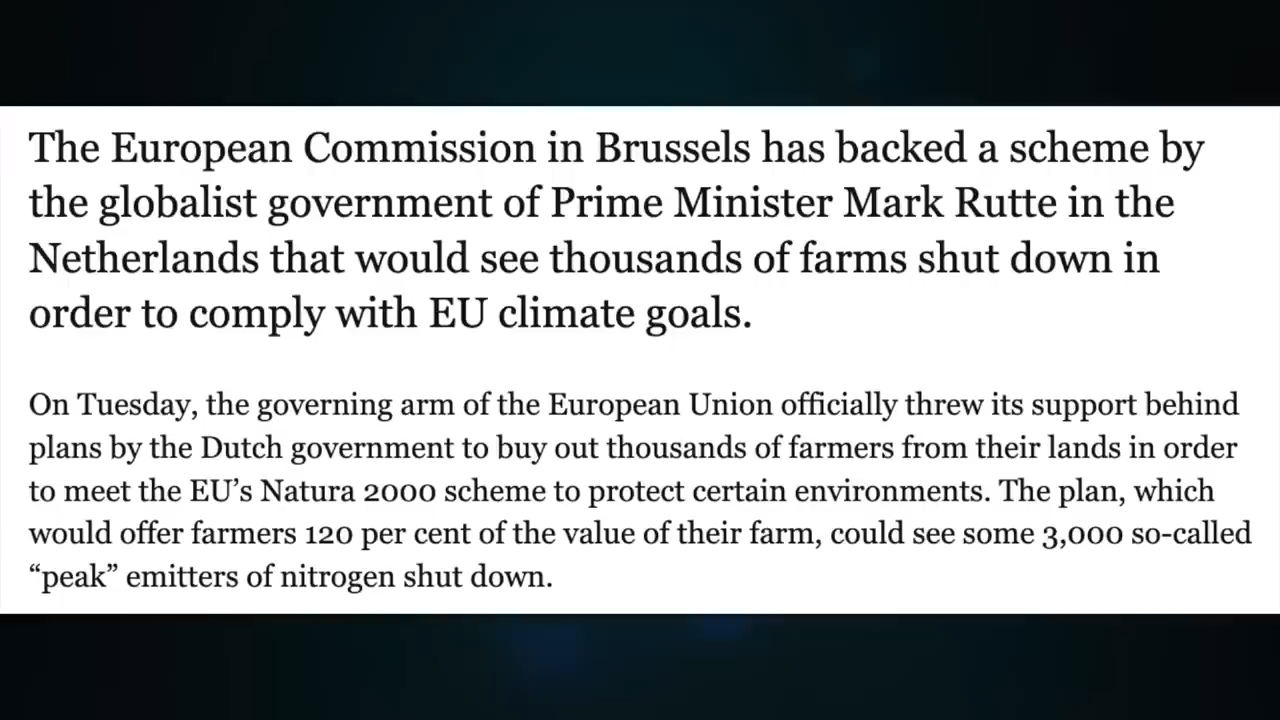 The European Commission in Brussels has backed a scheme by
the globalist government of Prime Minister Mark Rutte in the
Netherlands that would see thousands of farms shut down in
order to comply with EU climate goals.
On Tuesday, the governing arm of the European Union officially threw its support behind
plans by the Dutch government to buy out thousands of farmers from their lands in order
to meet the EU’s Natura 2000 scheme to protect certain environments. The plan, which
would offer farmers 120 per cent of the value of their farm, could see some 3,000 so-called
“peak” emitters of nitrogen shut down.